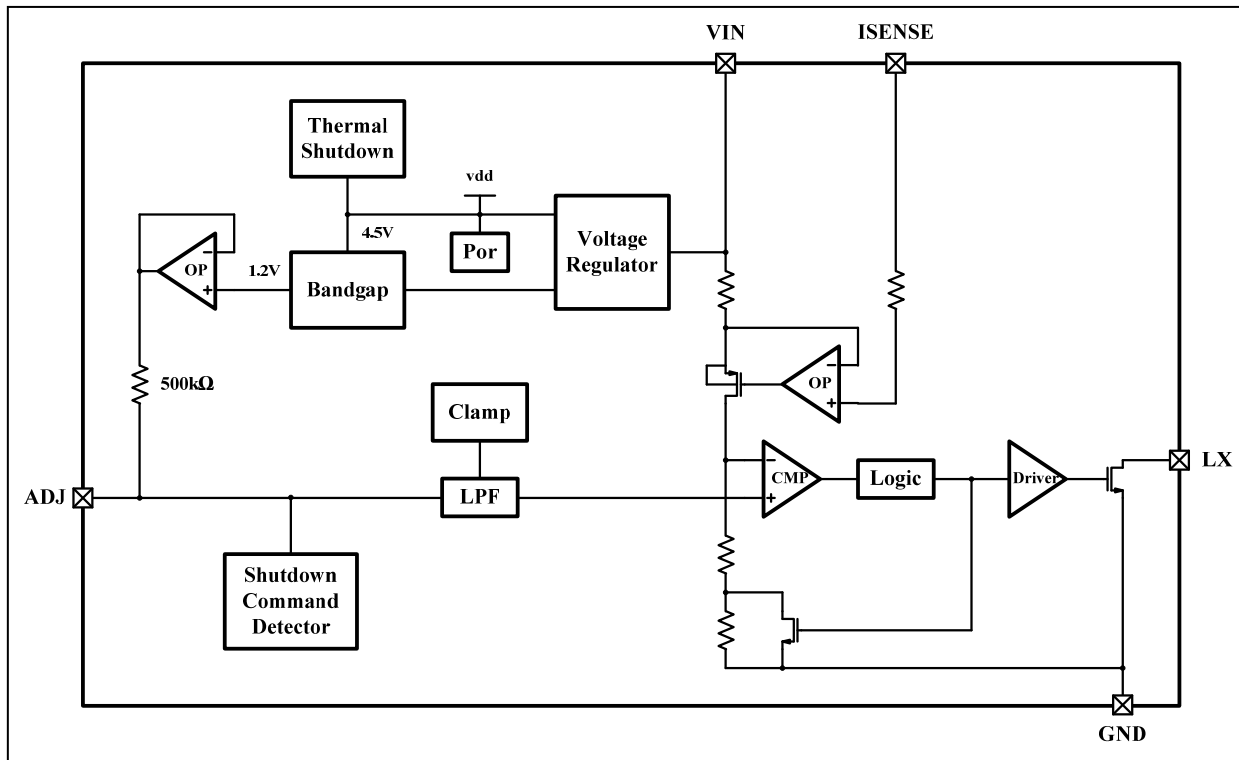 VIN
ISENSE
Thermal
Shutdown
vdd
4.5V
Por
Voltage
Regulator
OP
1.2V
Bandgap
−
+
500kΩ
OP
−
+
Clamp
ADJ
LPF
CMP
−
+
Logic
Driver
LX
Shutdown
Command
Detector
GND